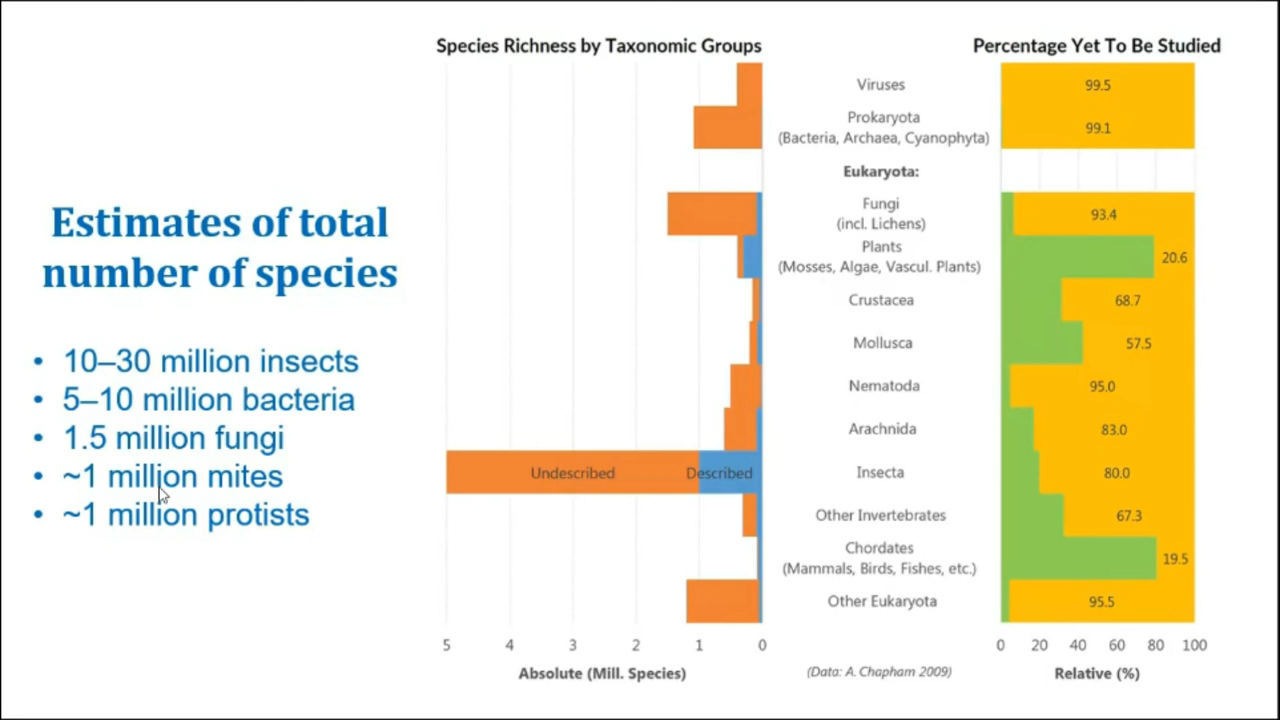 Estimates of total
number of species
• 10–30 million insects
• 5–10 million bacteria
• 1.5 million fungi
• ~1 million mites
• ~1 million protists
Species Richness by Taxonomic Groups
Percentage Yet To Be Studied
Viruses
99.5
Prokaryota
(Bacteria, Archaea, Cyanophyta)
99.1
Eukaryota:
Fungi
(incl. Lichens)
93.4
Plants
(Mosses, Algae, Vascul. Plants)
20.6
Crustacea
68.7
Mollusca
57.5
Nematoda
95.0
Arachnida
83.0
Undescribed Described
Insecta
80.0
Other Invertebrates
67.3
Chordates
(Mammals, Birds, Fishes, etc.)
19.5
Other Eukaryota
95.5
5 4 3 2 1 0
0 20 40 60 80 100
Absolute (Mill. Species)
(Data: A. Chapham 2009)
Relative (%)